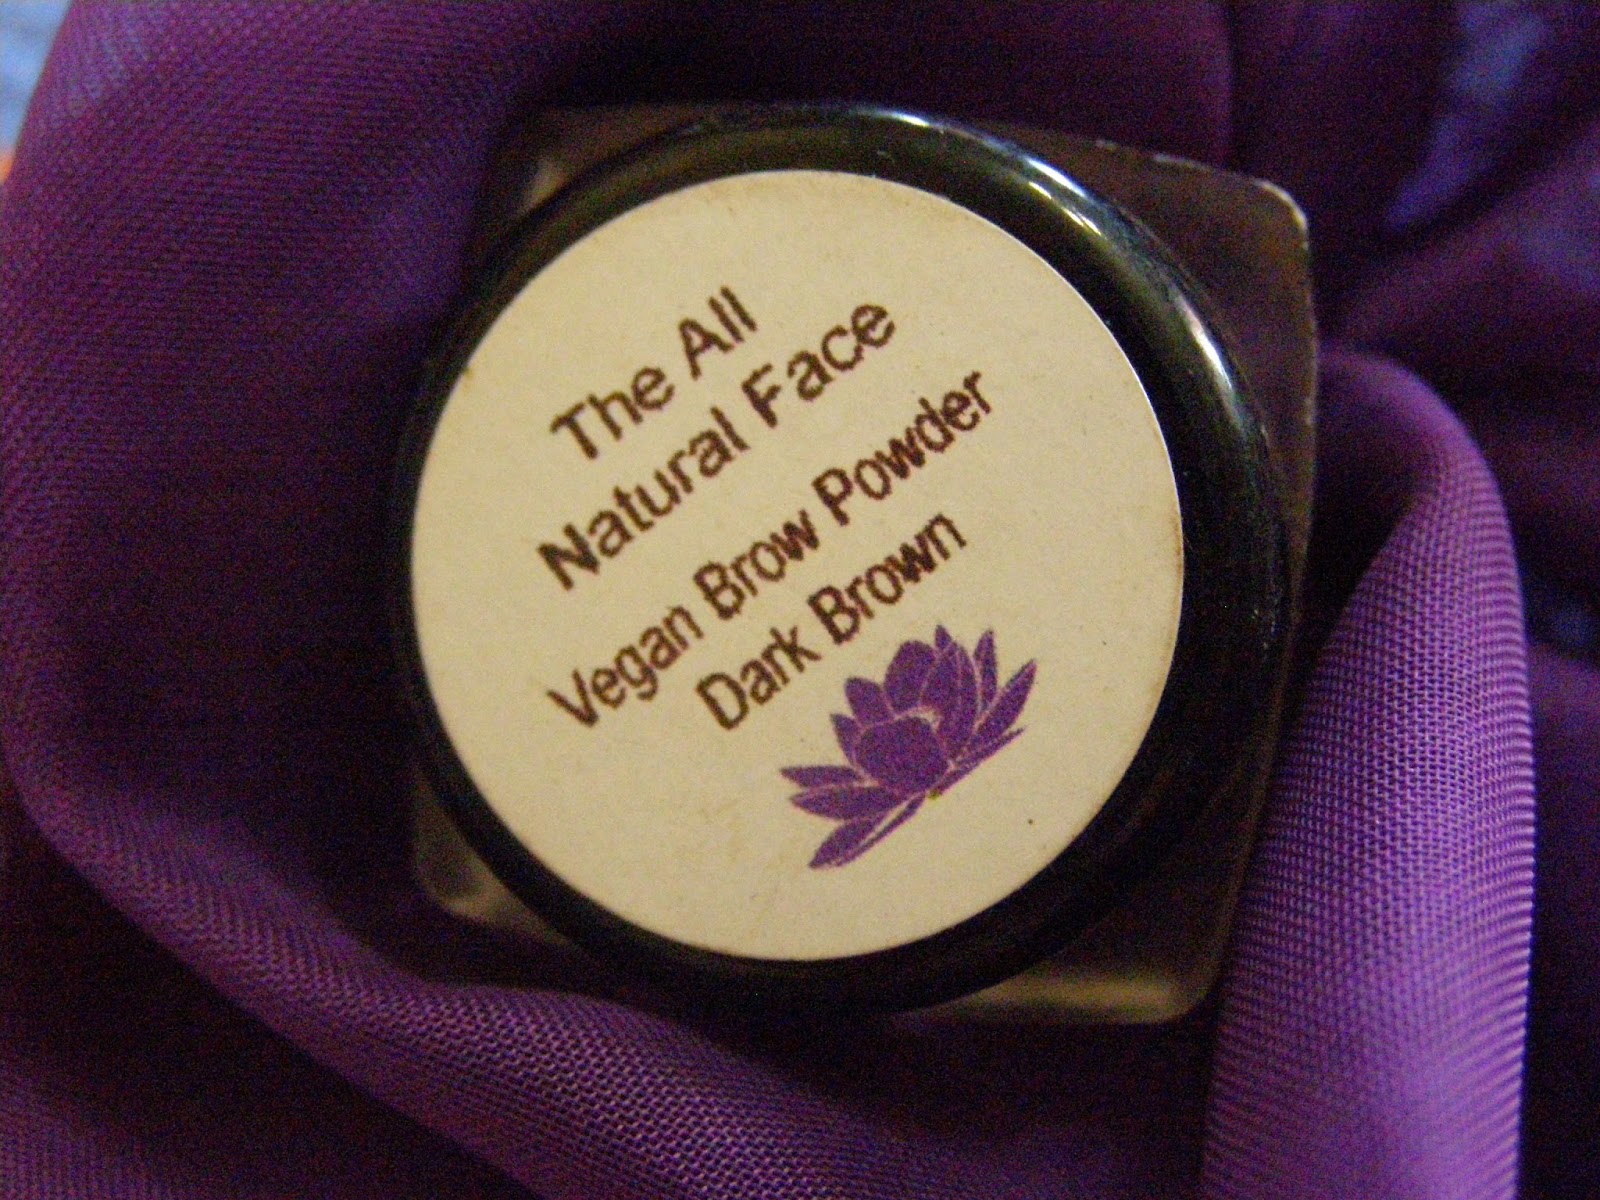 The All
Natural Face
Vegan Brow Powder
Dark Brown